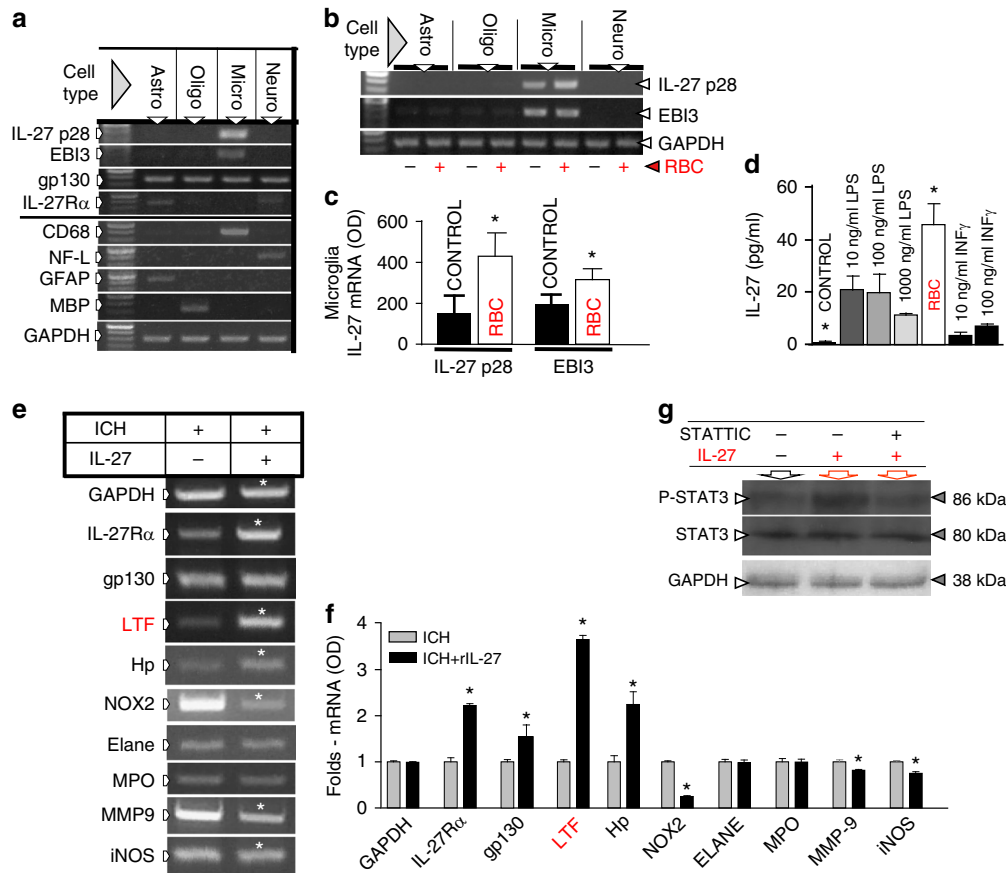 a
Cell type
Astro
Oligo
Micro
Neuro
IL-27 p28
EBI3
gp130
IL-27Rα
CD68
NF-L
GFAP
MBP
GAPDH
b
Cell type
Astro
Oligo
Micro
Neuro
IL-27 p28
EBI3
GAPDH
– + – + – + – + RBC
c
Microglia
IL-27 mRNA (OD)
600
400
200
0
CONTROL
RBC
*
CONTROL
RBC
*
IL-27 p28
EBI3
d
IL-27 (pg/ml)
60
40
20
0
* CONTROL
10 ng/ml LPS
100 ng/ml LPS
1000 ng/ml LPS
RBC
*
10 ng/ml INFγ
100 ng/ml INFγ
e
ICH + +
IL-27 – +
GAPDH *
IL-27Rα *
gp130
LTF *
Hp *
NOX2 *
Elane
MPO
MMP9 *
iNOS *
f
Folds - mRNA (OD)
4
2
1
0
ICH
ICH+rIL-27
* * * * * * *
GAPDH
IL-27Rα
gp130
LTF
Hp
NOX2
ELANE
MPO
MMP-9
iNOS
g
STATTIC – – +
IL-27 – + +
P-STAT3 86 kDa
STAT3 80 kDa
GAPDH 38 kDa